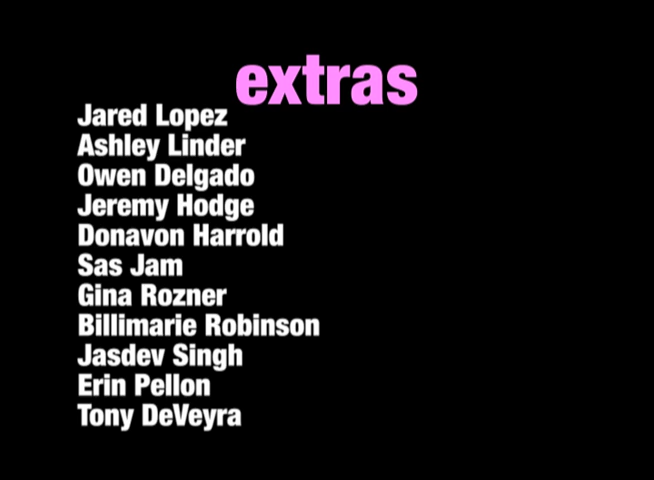 extras
Jared Lopez
Ashley Linder
Owen Delgado
Jeremy Hodge
Donavon Harrold
Sas Jam
Gina Rozner
Billimarie Robinson
Jasdev Singh
Erin Pellon
Tony DeVeyra